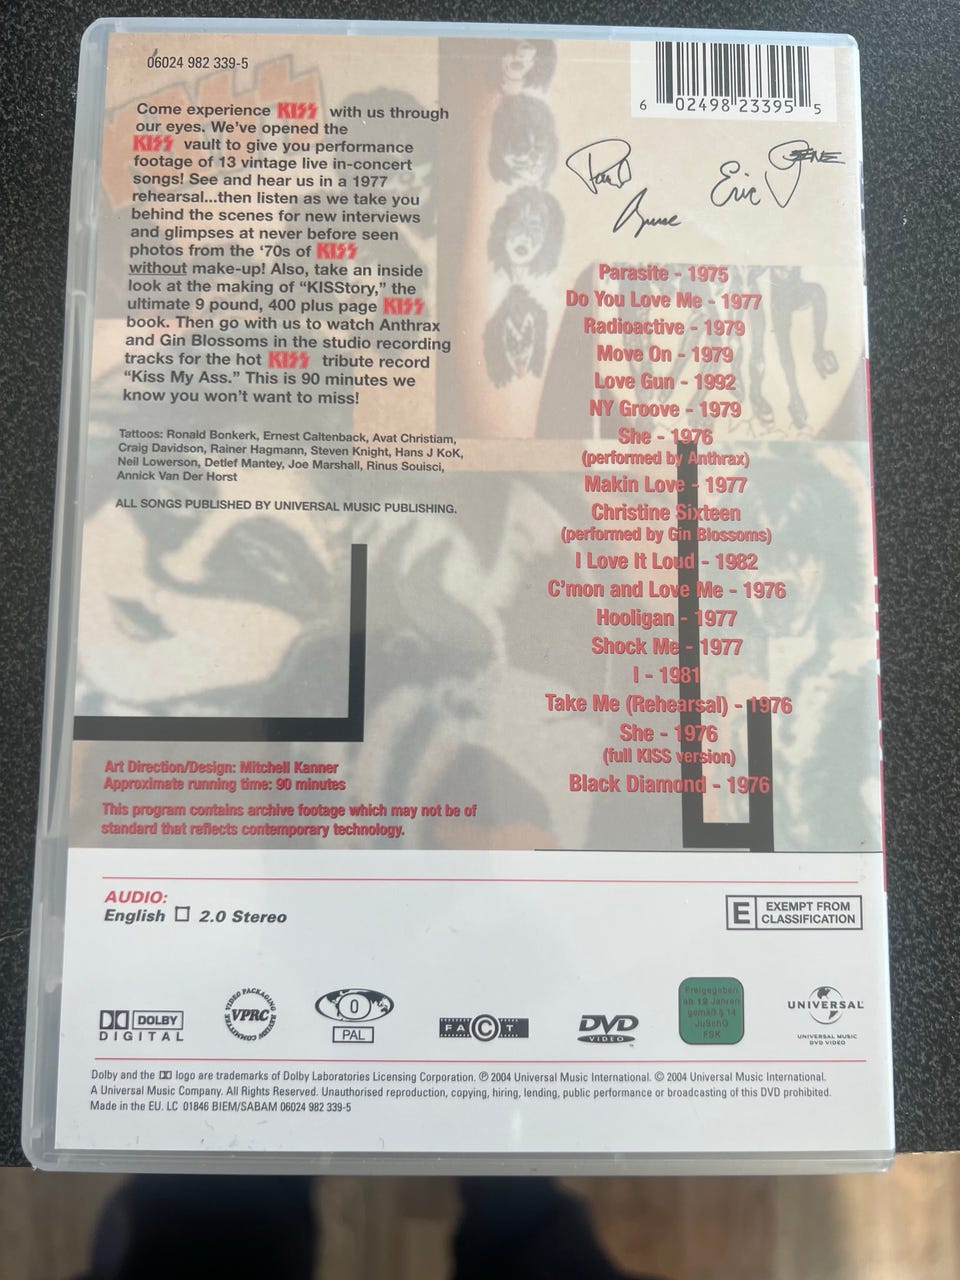 06024 982 339-5
6 02498 23395 5
Come experience KISS with us through
our eyes. We've opened the
KISS vault to give you performance
footage of 13 vintage live in-concert
songs! See and hear us in a 1977
rehearsal...then listen as we take you
behind the scenes for new interviews
and glimpses at never before seen
photos from the '70s of KISS
without make-up! Also, take an inside
look at the making of "KISStory," the
ultimate 9 pound, 400 plus page KISS
book. Then go with us to watch Anthrax
and Gin Blossoms in the studio recording
tracks for the hot KISS tribute record
"Kiss My Ass." This is 90 minutes we
know you won't want to miss!
Tattoos: Ronald Bonkerk, Ernest Caltenback, Avat Christiam,
Craig Davidson, Rainer Hagmann, Steven Knight, Hans J KoK,
Neil Lowerson, Detlef Mantey, Joe Marshall, Rinus Souisci,
Annick Van Der Horst
ALL SONGS PUBLISHED BY UNIVERSAL MUSIC PUBLISHING.
Paul
Eric
GENE
Bruce
Parasite - 1975
Do You Love Me - 1977
Radioactive - 1979
Move On - 1979
Love Gun - 1992
NY Groove - 1979
She - 1976
(performed by Anthrax)
Makin Love - 1977
Christine Sixteen
(performed by Gin Blossoms)
I Love It Loud - 1982
C'mon and Love Me - 1976
Hooligan - 1977
Shock Me - 1977
I - 1981
Take Me (Rehearsal) - 1976
She - 1976
(full KISS version)
Black Diamond - 1976
Art Direction/Design: Mitchell Kanner
Approximate running time: 90 minutes
This program contains archive footage which may not be of
standard that reflects contemporary technology.
AUDIO:
English 2.0 Stereo
E EXEMPT FROM
CLASSIFICATION
DOLBY
DIGITAL
VIDEO PACKAGING REVIEW COMMITTEE
VPRC
0
PAL
FACT
DVD
VIDEO
Freigegeben
ab 12 Jahren
gemäß § 14
JuSchG
FSK
UNIVERSAL
UNIVERSAL MUSIC
DVD VIDEO
Dolby and the DD logo are trademarks of Dolby Laboratories Licensing Corporation. ℗ 2004 Universal Music International. © 2004 Universal Music International.
A Universal Music Company. All Rights Reserved. Unauthorised reproduction, copying, hiring, lending, public performance or broadcasting of this DVD prohibited.
Made in the EU. LC 01846 BIEM/SABAM 06024 982 339-5